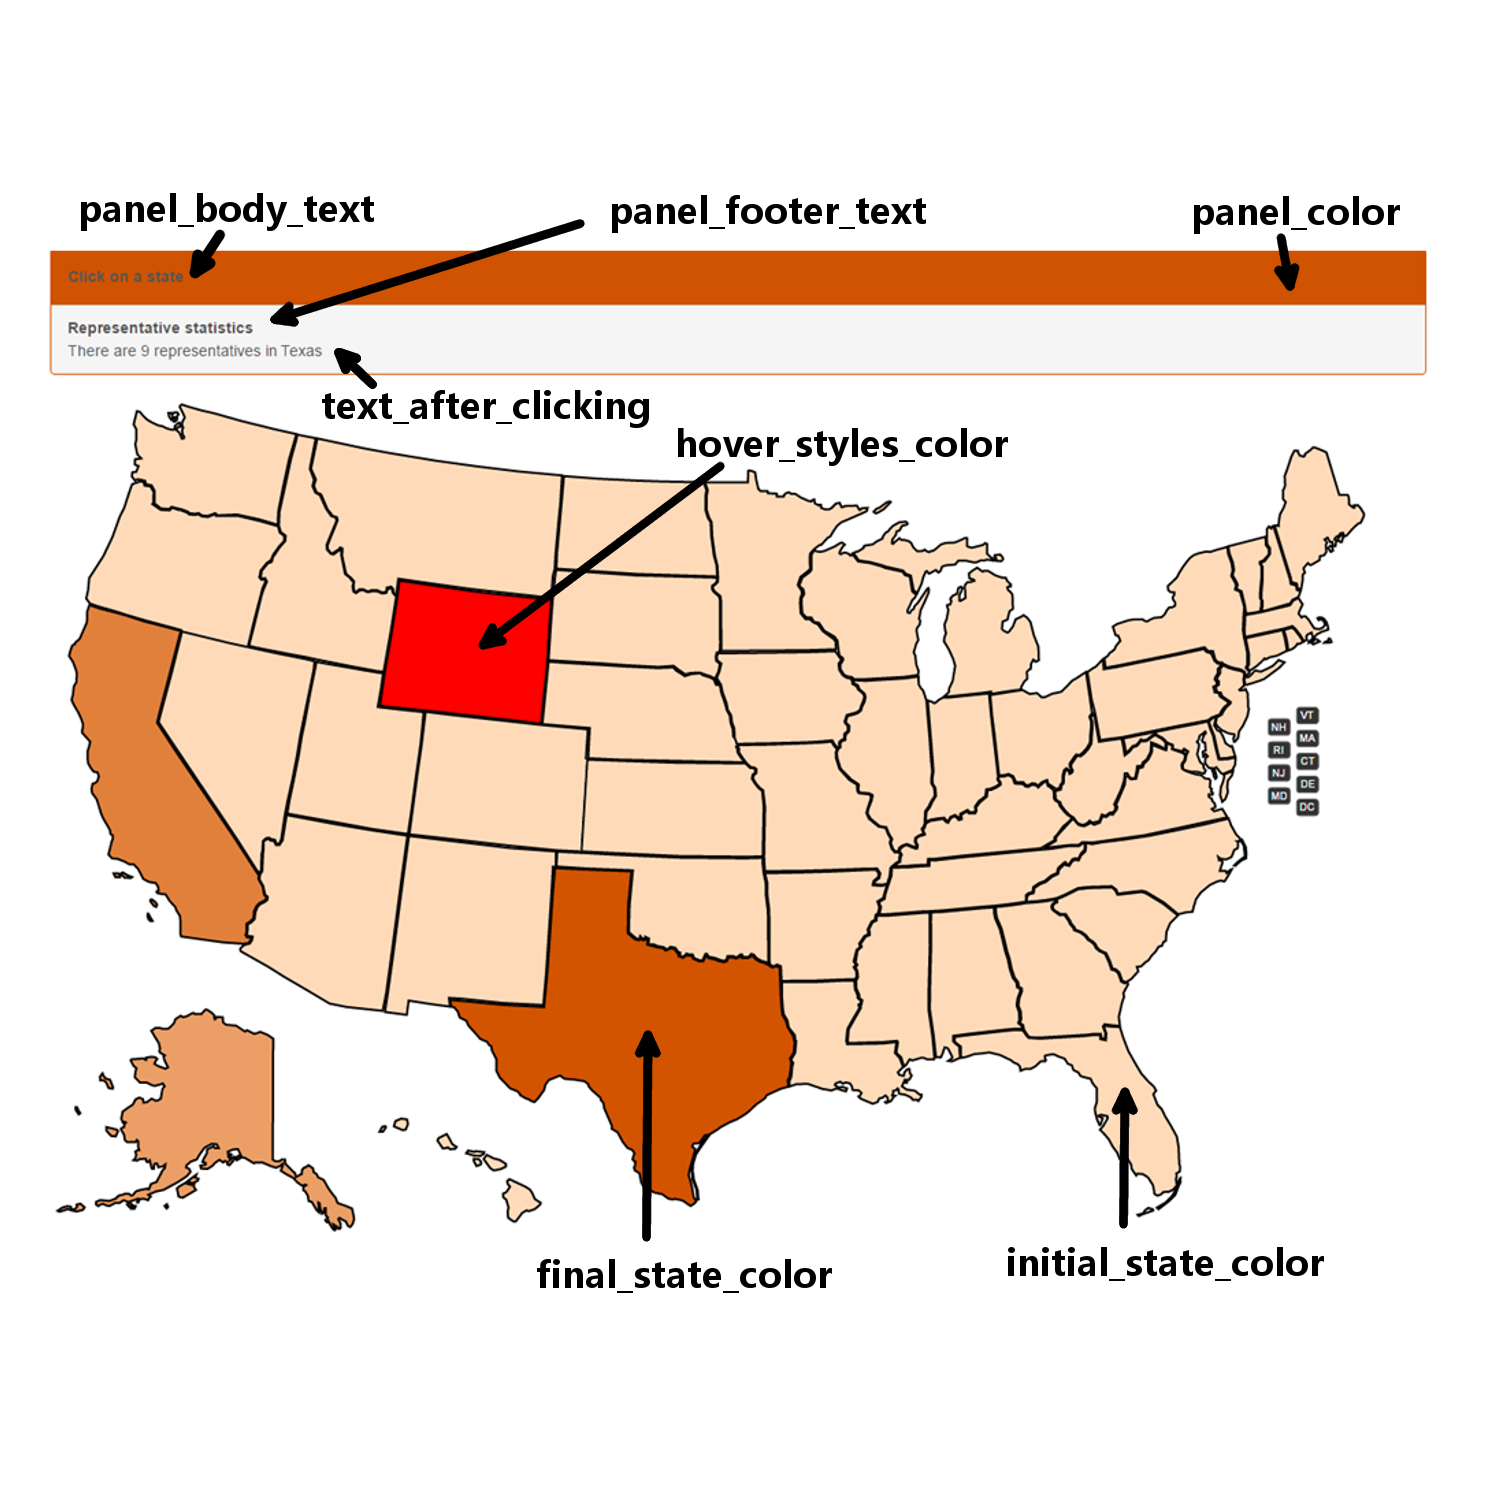 panel_body_text
panel_footer_text
panel_color
Click on a state
Representative statistics
There are 9 representatives in Texas
text_after_clicking
hover_styles_color
VT
NH
MA
RI
CT
NJ
DE
MD
DC
final_state_color
initial_state_color